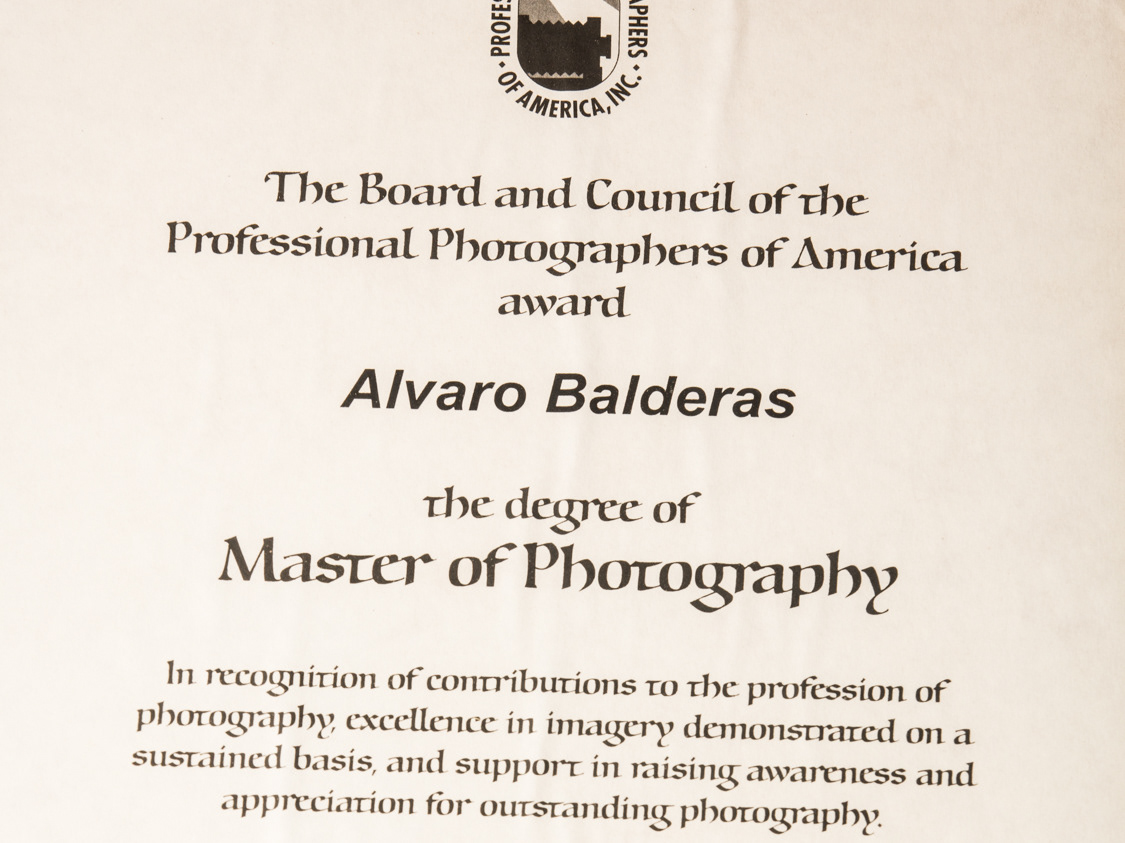 PROFES
APHERS
• OF AMERICA, INC. •
The Board and Council of the
Professional Photographers of America
award
Alvaro Balderas
the degree of
Master of Photography
In recognition of contributions to the profession of
photography, excellence in imagery demonstrated on a
sustained basis, and support in raising awareness and
appreciation for outstanding photography.